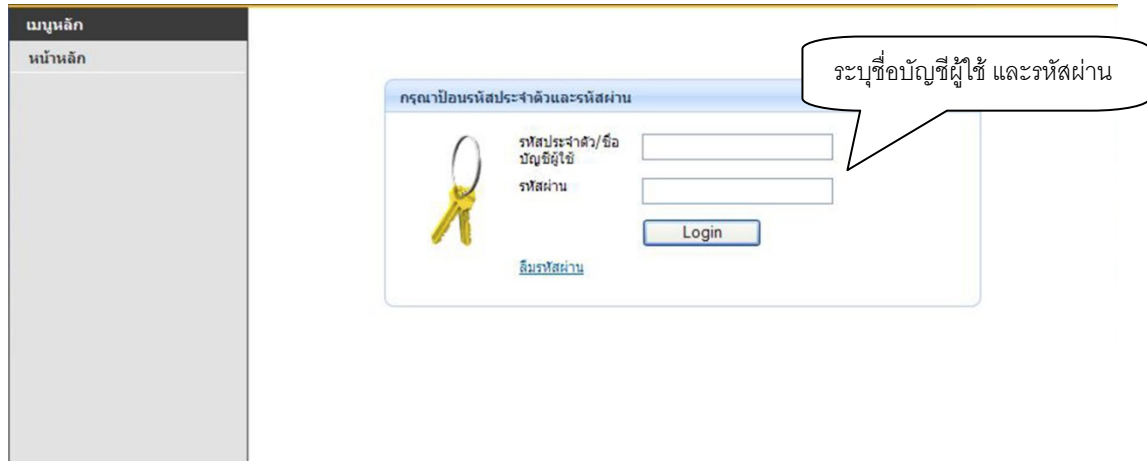 เมนูหลัก
หน้าหลัก
ระบุชื่อบัญชีผู้ใช้ และรหัสผ่าน
กรุณาป้อนรหัสประจำตัวและรหัสผ่าน
รหัสประจำตัว/ชื่อ
บัญชีผู้ใช้
รหัสผ่าน
Login
ลืมรหัสผ่าน